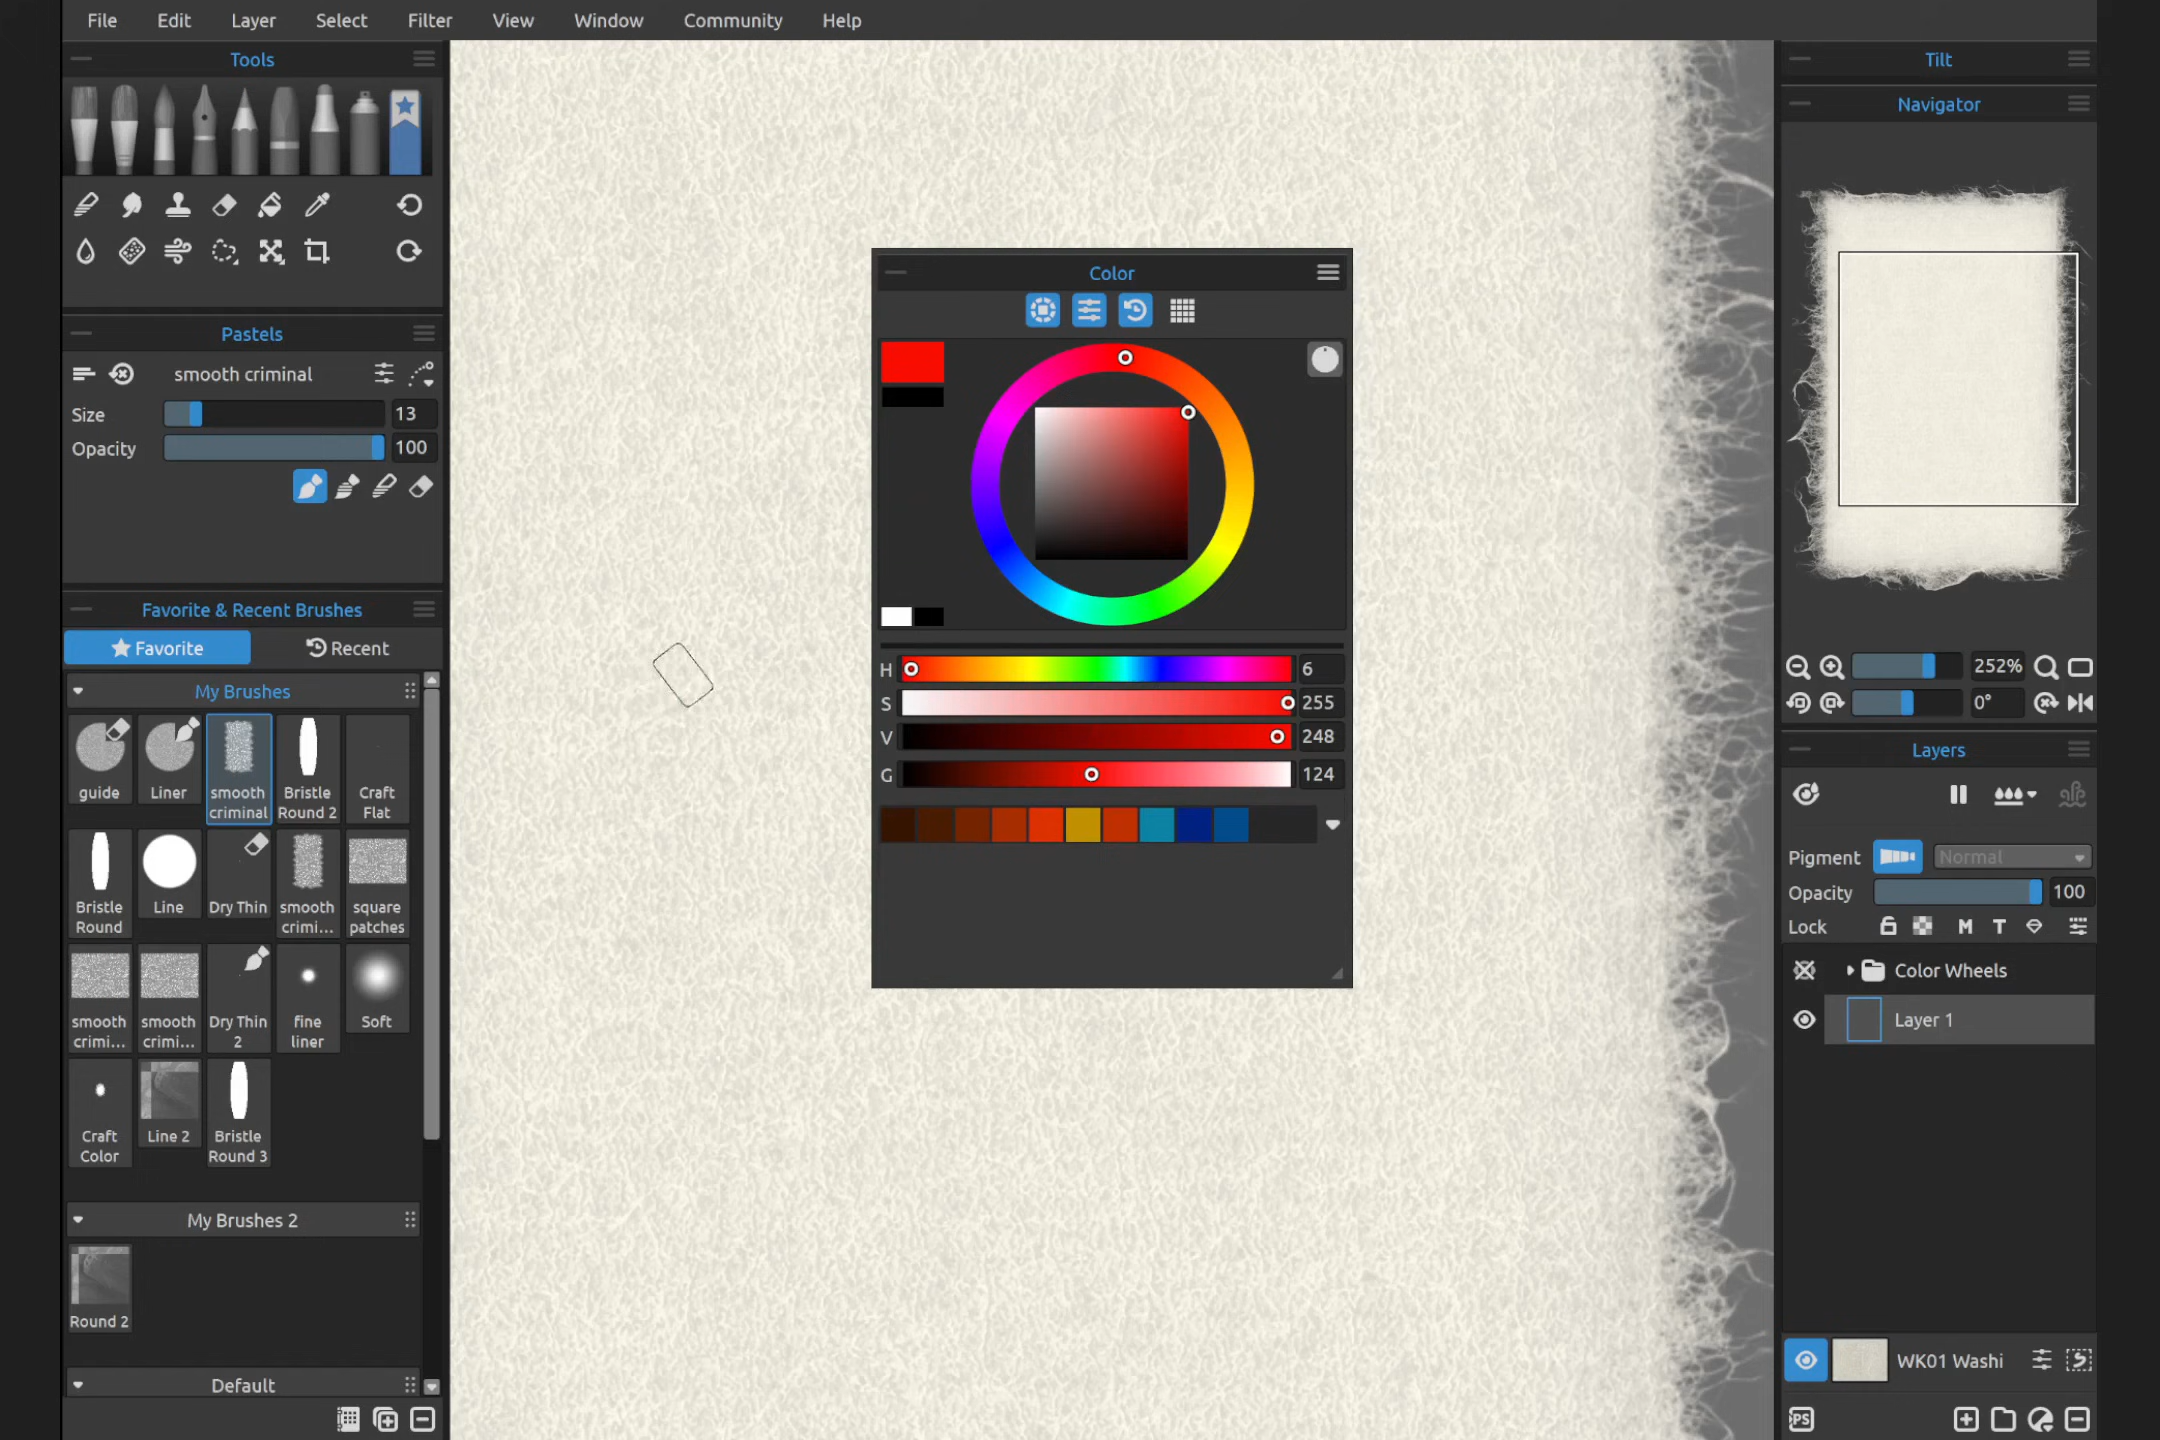 File Edit Layer Select Filter View Window Community Help
Tools
Pastels
smooth criminal
Size 13
Opacity 100
Favorite & Recent Brushes
Favorite Recent
My Brushes
guide Liner smooth criminal Bristle Round 2 Craft Flat
Bristle Round Line Dry Thin smooth crimi... square patches
smooth crimi... smooth crimi... Dry Thin 2 fine liner Soft
Craft Color Line 2 Bristle Round 3
My Brushes 2
Round 2
Default
Color
H 6
S 255
V 248
G 124
Tilt
Navigator
252%
0°
Layers
Pigment Normal
Opacity 100
Lock M T
Color Wheels
Layer 1
WK01 Washi
PS